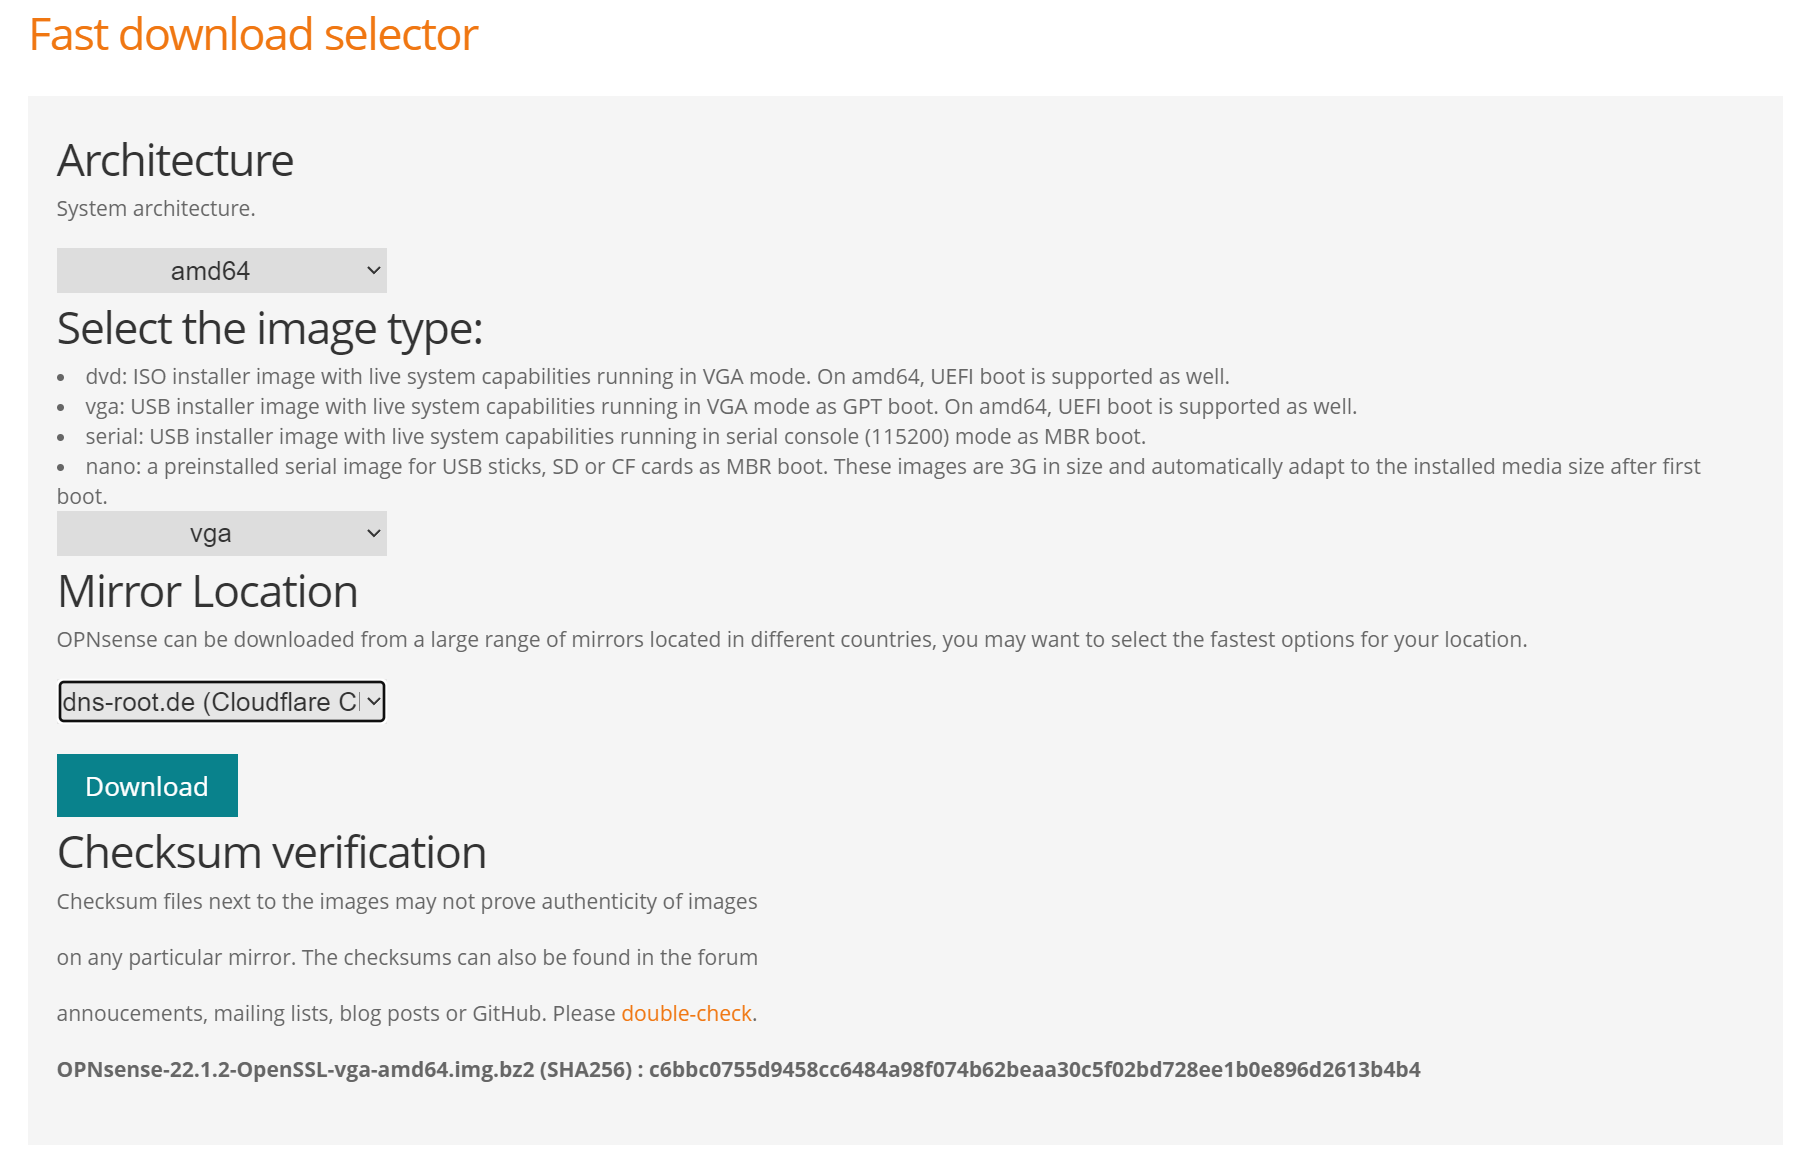 Fast download selector
Architecture
System architecture.
amd64
Select the image type:
• dvd: ISO installer image with live system capabilities running in VGA mode. On amd64, UEFI boot is supported as well.
• vga: USB installer image with live system capabilities running in VGA mode as GPT boot. On amd64, UEFI boot is supported as well.
• serial: USB installer image with live system capabilities running in serial console (115200) mode as MBR boot.
• nano: a preinstalled serial image for USB sticks, SD or CF cards as MBR boot. These images are 3G in size and automatically adapt to the installed media size after first
boot.
vga
Mirror Location
OPNsense can be downloaded from a large range of mirrors located in different countries, you may want to select the fastest options for your location.
dns-root.de (Cloudflare C
Download
Checksum verification
Checksum files next to the images may not prove authenticity of images
on any particular mirror. The checksums can also be found in the forum
annoucements, mailing lists, blog posts or GitHub. Please double-check.
OPNsense-22.1.2-OpenSSL-vga-amd64.img.bz2 (SHA256) : c6bbc0755d9458cc6484a98f074b62beaa30c5f02bd728ee1b0e896d2613b4b4